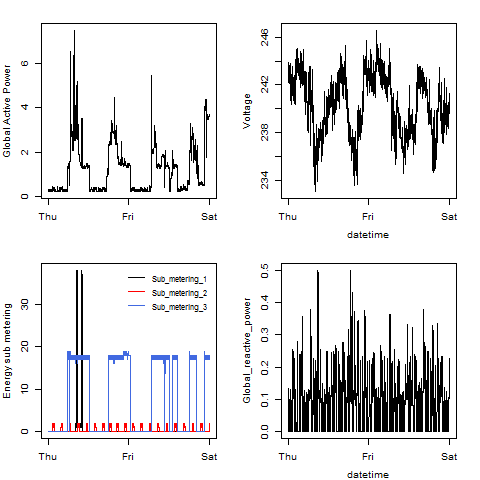 Global Active Power
0
2
4
6
Thu
Fri
Sat
Voltage
234
238
242
246
Thu
Fri
Sat
datetime
Energy sub metering
0
10
20
30
Sub_metering_1
Sub_metering_2
Sub_metering_3
Thu
Fri
Sat
Global_reactive_power
0.0
0.1
0.2
0.3
0.4
0.5
Thu
Fri
Sat
datetime